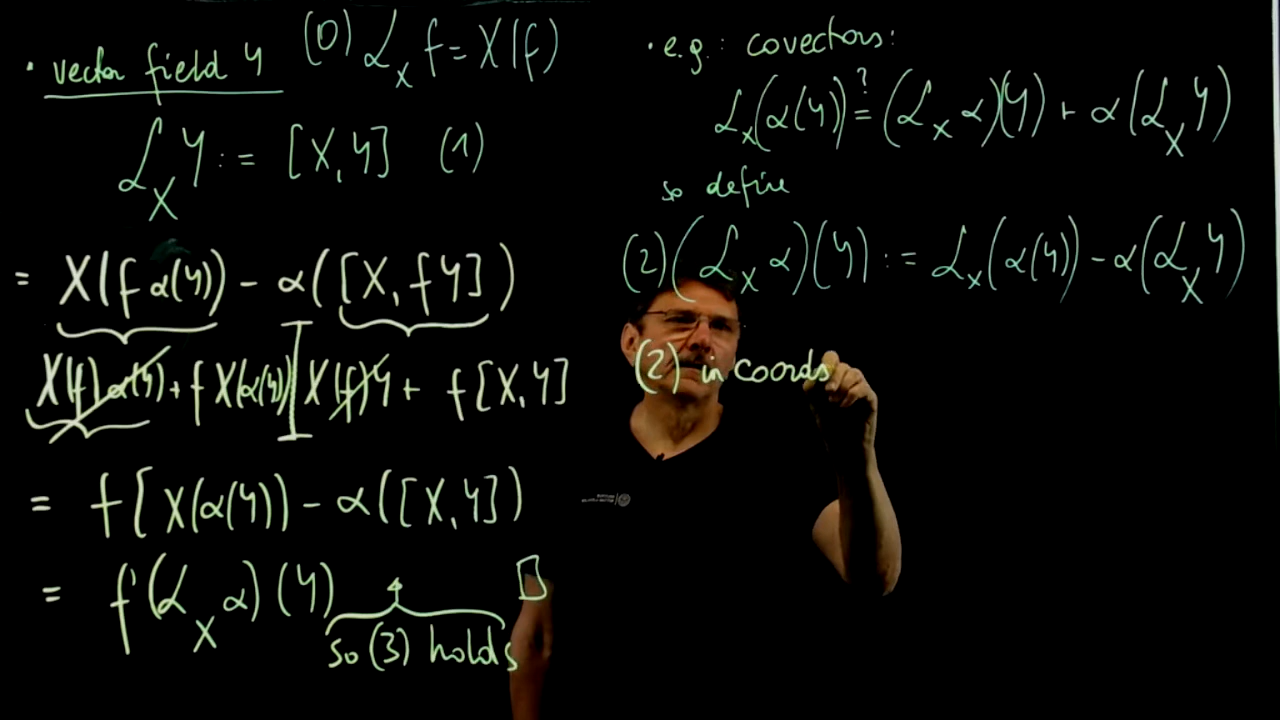 • vector field Y (0) ℒ_X f = X(f)
ℒ_X Y := [X,Y] (1)
= X(f α(Y)) - α([X, fY])
X(f) α(Y) + f X(α(Y)) | X(f)Y + f[X,Y]
= f[X(α(Y)) - α([X,Y])
= f(ℒ_X α)(Y) □
so (3) holds
• e.g.: covectors:
ℒ_X(α(Y)) ?= (ℒ_X α)(Y) + α(ℒ_X Y)
so define
(2) (ℒ_X α)(Y) := ℒ_X(α(Y)) - α(ℒ_X Y)
(2) in coords